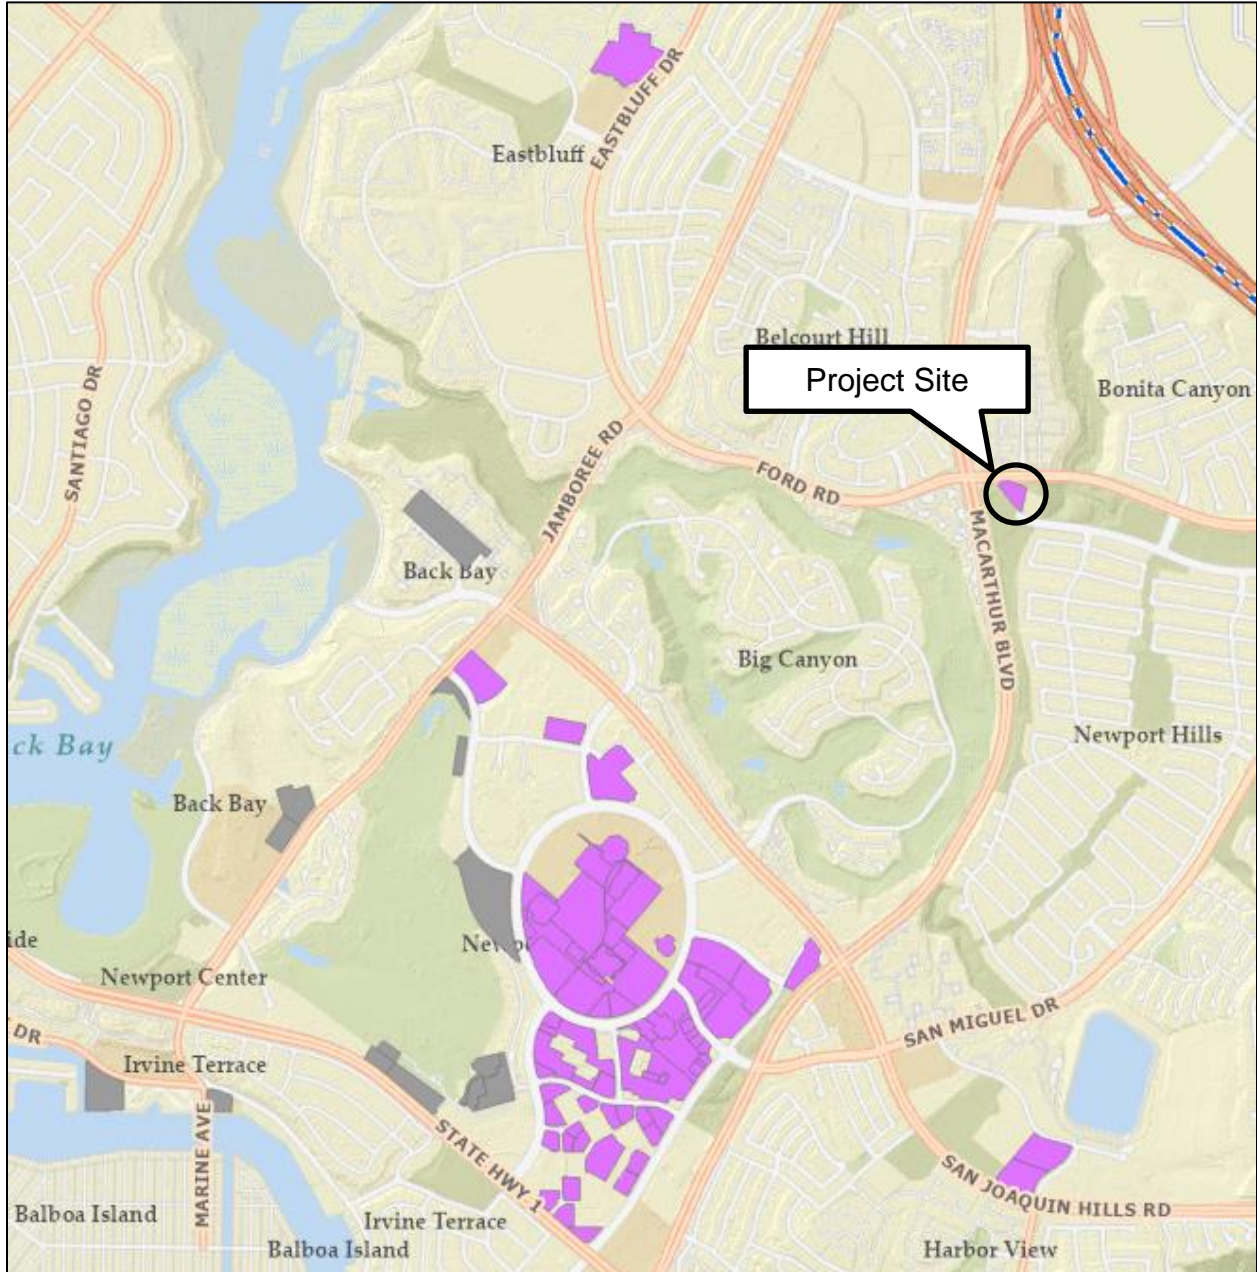 EASTBLUFF DR
Eastbluff
Belcourt Hill
Project Site
Bonita Canyon
SANTIAGO DR
JAMBOREE RD
FORD RD
MACARTHUR BLVD
Back Bay
Big Canyon
ck Bay
Newport Hills
Back Bay
ide
Newport Center
SAN MIGUEL DR
DR
Irvine Terrace
MARINE AVE
STATE HWY 1
SAN JOAQUIN HILLS RD
Balboa Island
Irvine Terrace
Balboa Island
Harbor View